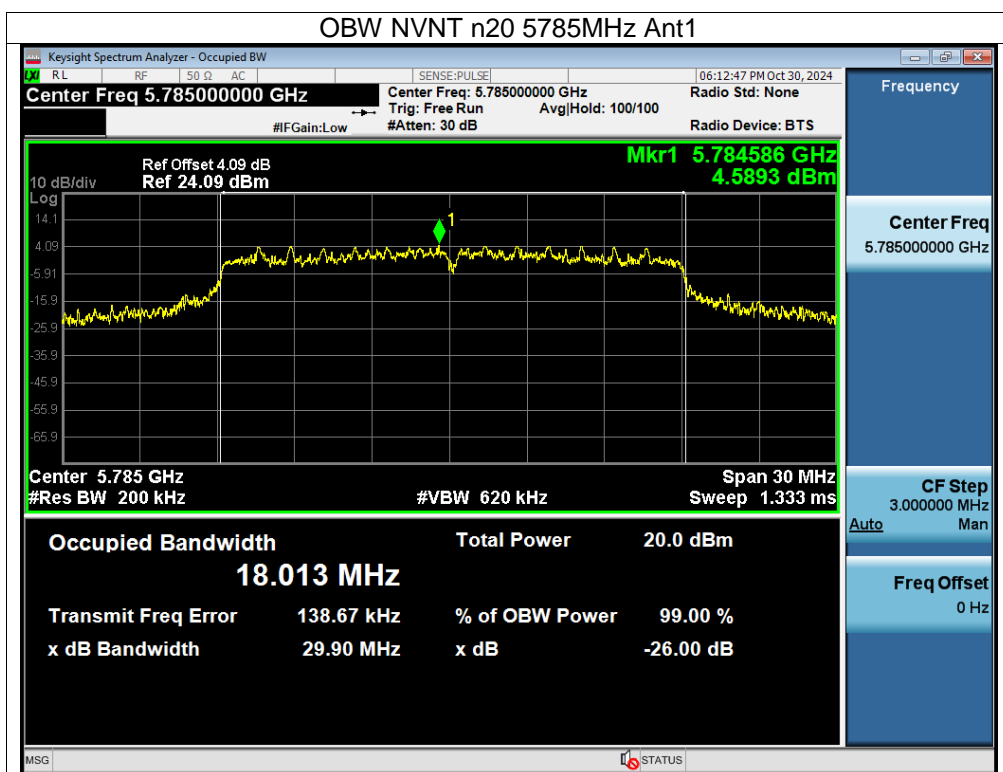 OBW NVNT n20 5785MHz Ant1
Keysight Spectrum Analyzer - Occupied BW
LXI RL RF 50 Ω AC SENSE:PULSE 06:12:47 PM Oct 30, 2024
Center Freq 5.785000000 GHz Center Freq: 5.785000000 GHz Radio Std: None
Trig: Free Run Avg|Hold: 100/100
#IFGain:Low #Atten: 30 dB Radio Device: BTS
Ref Offset 4.09 dB Mkr1 5.784586 GHz
10 dB/div Ref 24.09 dBm 4.5893 dBm
Log
14.1
1
4.09
-5.91
-15.9
-25.9
-35.9
-45.9
-55.9
-65.9
Center 5.785 GHz Span 30 MHz
#Res BW 200 kHz #VBW 620 kHz Sweep 1.333 ms
Occupied Bandwidth Total Power 20.0 dBm
18.013 MHz
Transmit Freq Error 138.67 kHz % of OBW Power 99.00 %
x dB Bandwidth 29.90 MHz x dB -26.00 dB
MSG STATUS
Frequency
Center Freq
5.785000000 GHz
CF Step
3.000000 MHz
Auto Man
Freq Offset
0 Hz